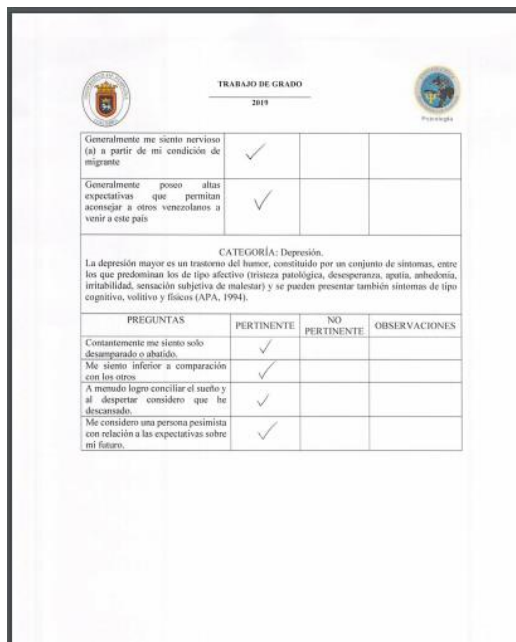 TRABAJO DE GRADO
2019
Psicología
Generalmente me siento nervioso
(a) a partir de mi condición de
migrante
Generalmente poseo altas
expectativas que permitan
aconsejar a otros venezolanos a
venir a este país
CATEGORÍA: Depresión.
La depresión mayor es un trastorno del humor, constituido por un conjunto de síntomas, entre
los que predominan los de tipo afectivo (tristeza patológica, desesperanza, apatía, anhedonia,
irritabilidad, sensación subjetiva de malestar) y se pueden presentar también síntomas de tipo
cognitivo, volitivo y físicos (APA, 1994).
PREGUNTAS
PERTINENTE
NO
PERTINENTE
OBSERVACIONES
Contantemente me siento solo
desamparado o abatido.
Me siento inferior a comparación
con los otros
A menudo logro conciliar el sueño y
al despertar considero que he
descansado.
Me considero una persona pesimista
con relación a las expectativas sobre
mi futuro.